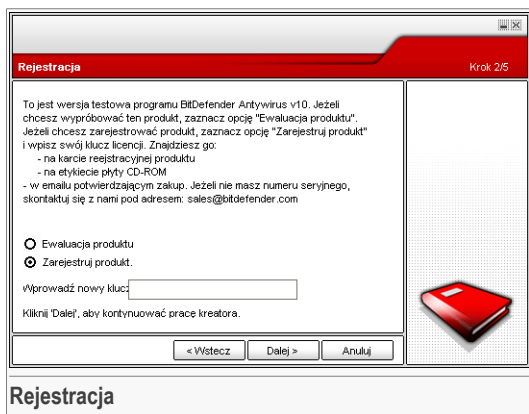 Rejestracja
Krok 2/5
To jest wersja testowa programu BitDefender Antywirus v10. Jeżeli
chcesz wypróbować ten produkt, zaznacz opcję "Ewaluacja produktu".
Jeżeli chcesz zarejestrować produkt, zaznacz opcję "Zarejestruj produkt"
i wpisz swój klucz licencji. Znajdziesz go:
- na karcie reejstracyjnej produktu
- na etykiecie płyty CD-ROM
- w emailu potwierdzającym zakup. Jeżeli nie masz numeru seryjnego,
skontaktuj się z nami pod adresem: sales@bitdefender.com
Ewaluacja produktu
Zarejestruj produkt.
Wprowadź nowy klucz
Kliknij 'Dalej', aby kontynuować pracę kreatora.
< Wstecz
Dalej >
Anuluj
Rejestracja